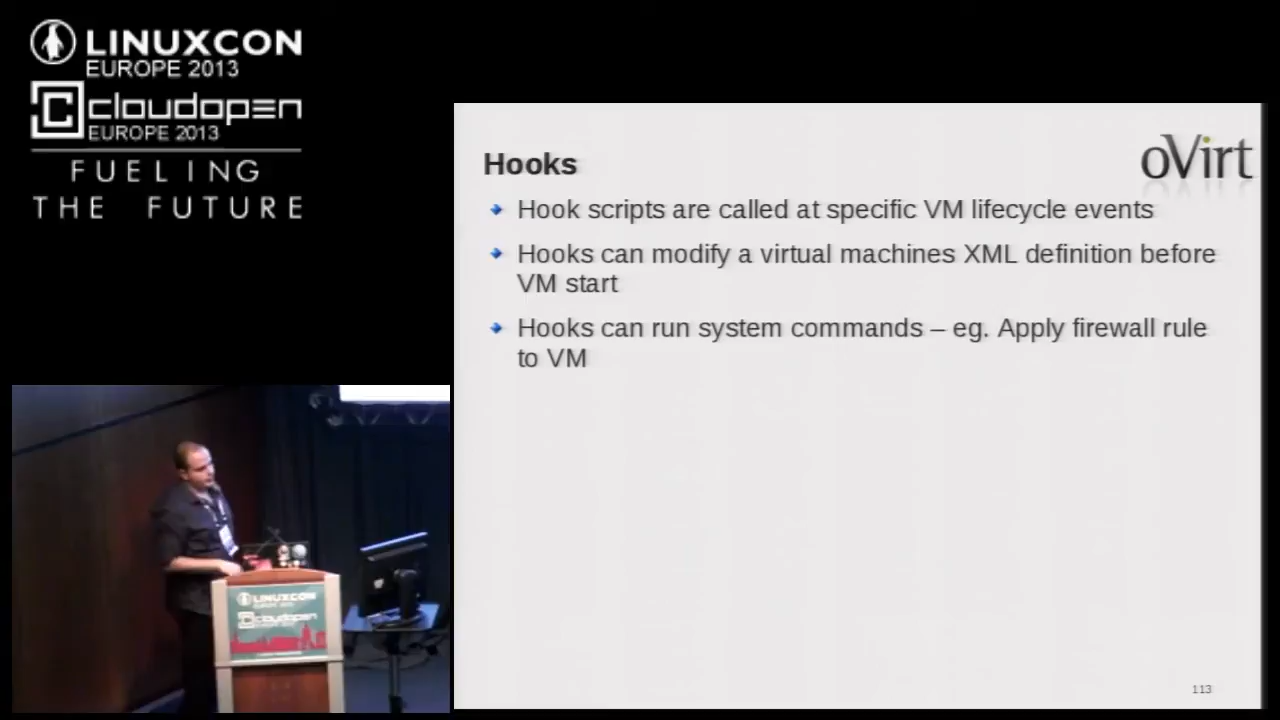 LINUXCON
EUROPE 2013
cloudopen
EUROPE 2013
FUELING
THE FUTURE
oVirt
Hooks
Hook scripts are called at specific VM lifecycle events
Hooks can modify a virtual machines XML definition before
VM start
Hooks can run system commands – eg. Apply firewall rule
to VM
LINUXCON
cloudopen
113